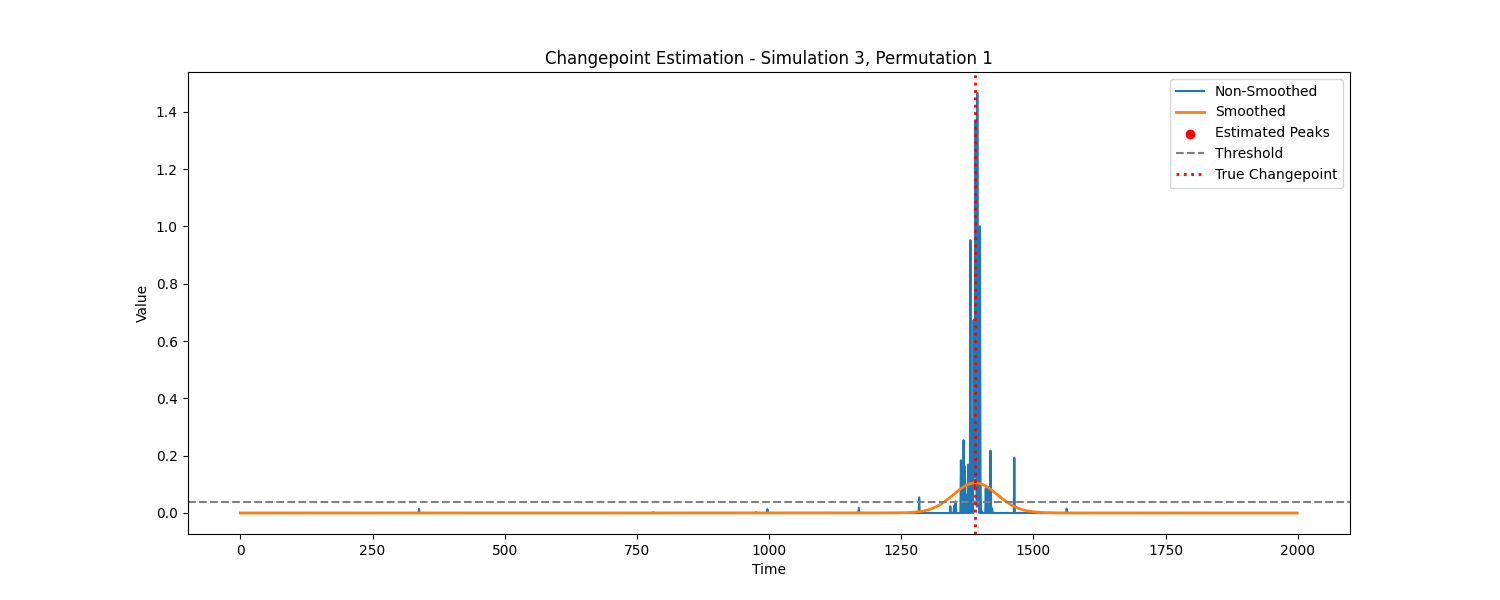 Changepoint Estimation - Simulation 3, Permutation 1
Non-Smoothed
Smoothed
Estimated Peaks
Threshold
True Changepoint
Value
1.4
1.2
1.0
0.8
0.6
0.4
0.2
0.0
0 250 500 750 1000 1250 1500 1750 2000
Time